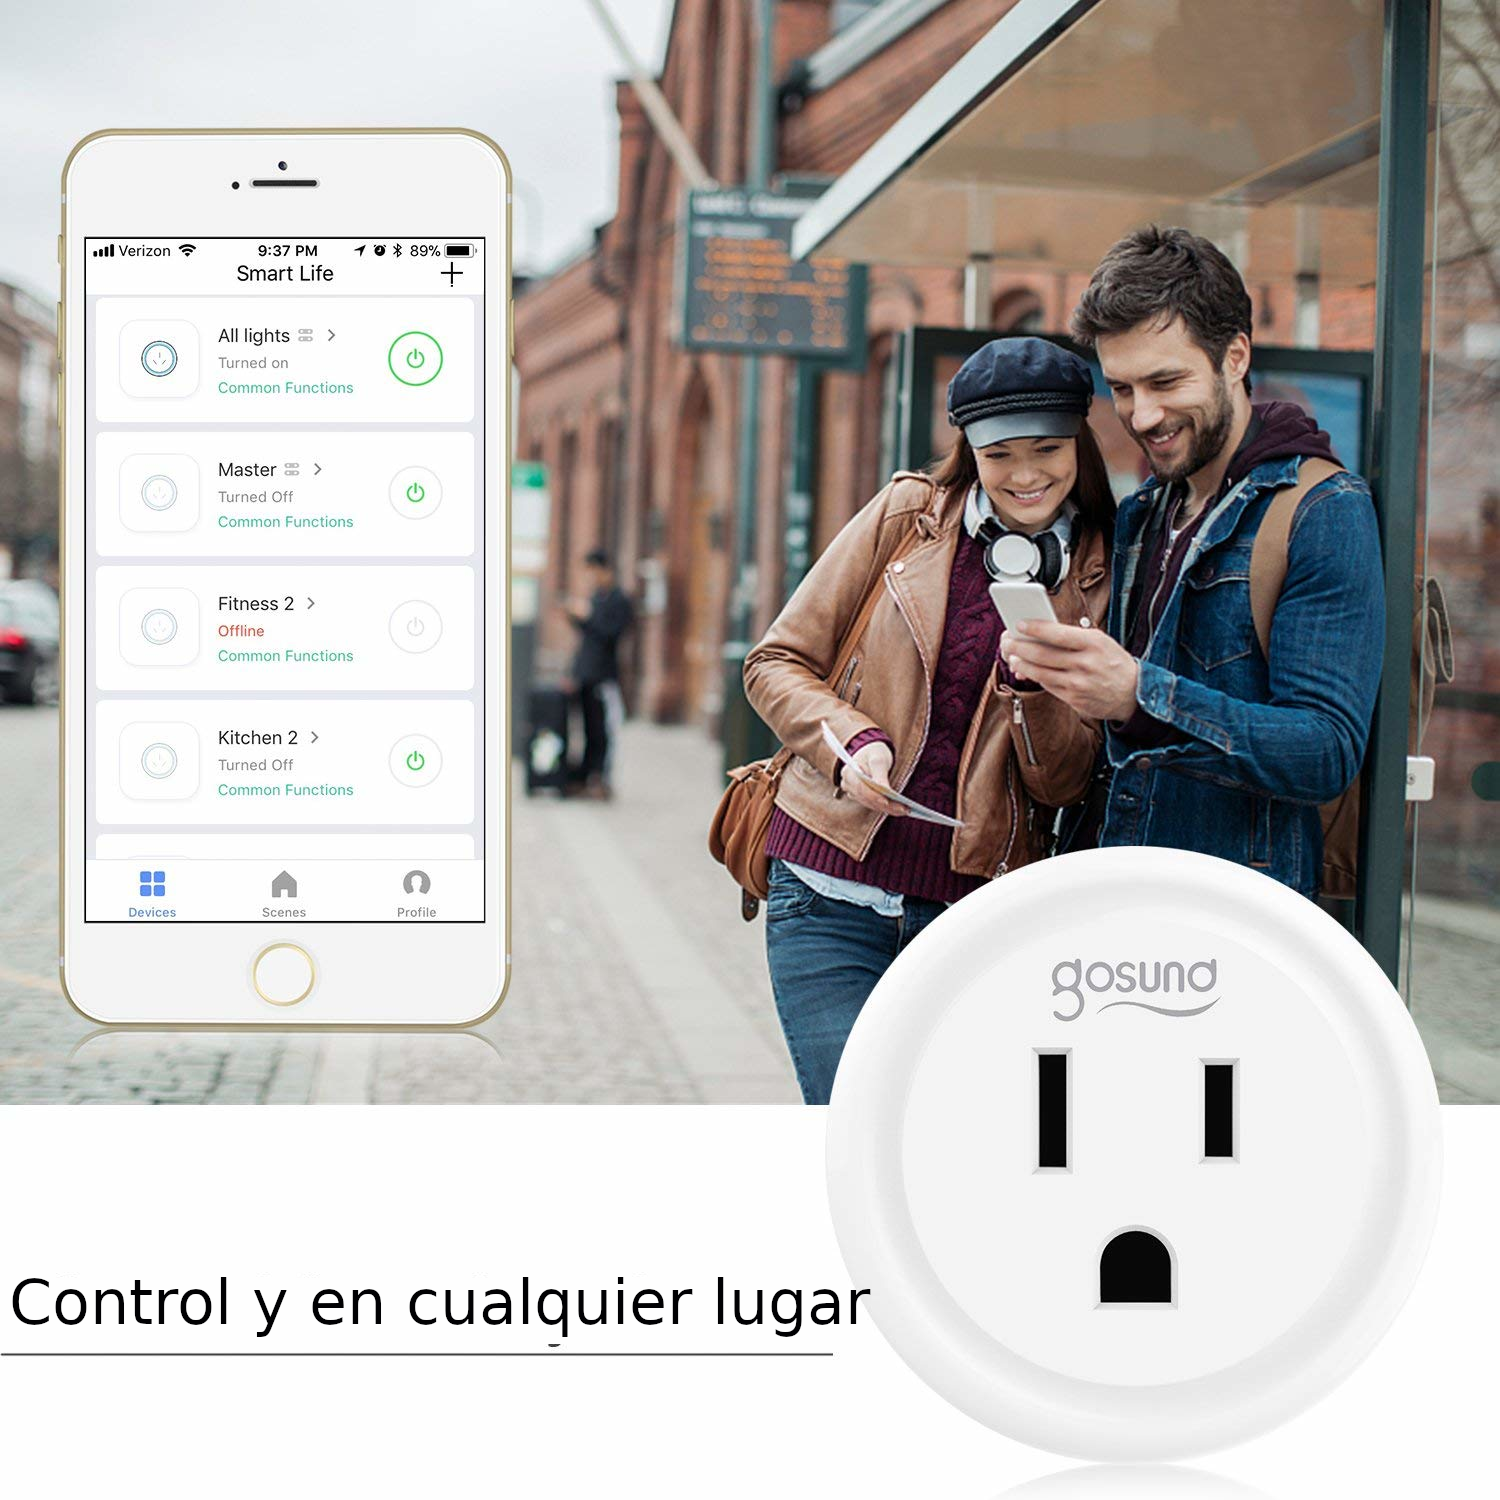 Verizon 9:37 PM 89%
Smart Life
All lights
Turned on
Common Functions
Master
Turned Off
Common Functions
Fitness 2
Offline
Common Functions
Kitchen 2
Turned Off
Common Functions
Devices Scenes Profile
gosund
Control y en cualquier lugar